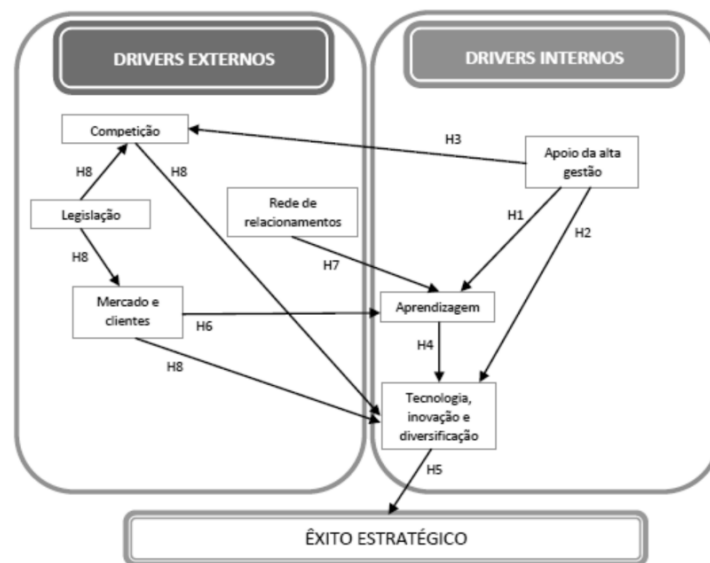 DRIVERS EXTERNOS
DRIVERS INTERNOS
Competição
H3
Apoio da alta
gestão
H8
H8
Rede de
relacionamentos
Legislação
H1
H2
H8
H7
Mercado e
clientes
Aprendizagem
H6
H4
H8
Tecnologia,
inovação e
diversificação
H5
ÊXITO ESTRATÉGICO